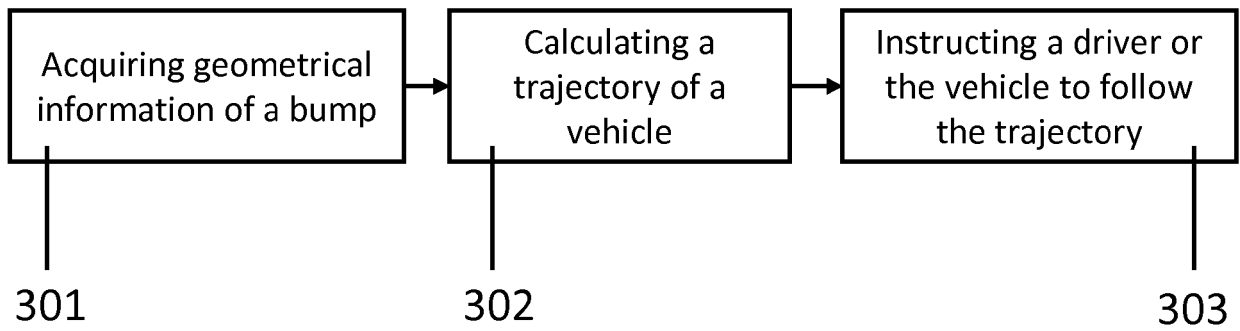 Acquiring geometrical
information of a bump
Calculating a
trajectory of a
vehicle
Instructing a driver or
the vehicle to follow
the trajectory
301
302
303